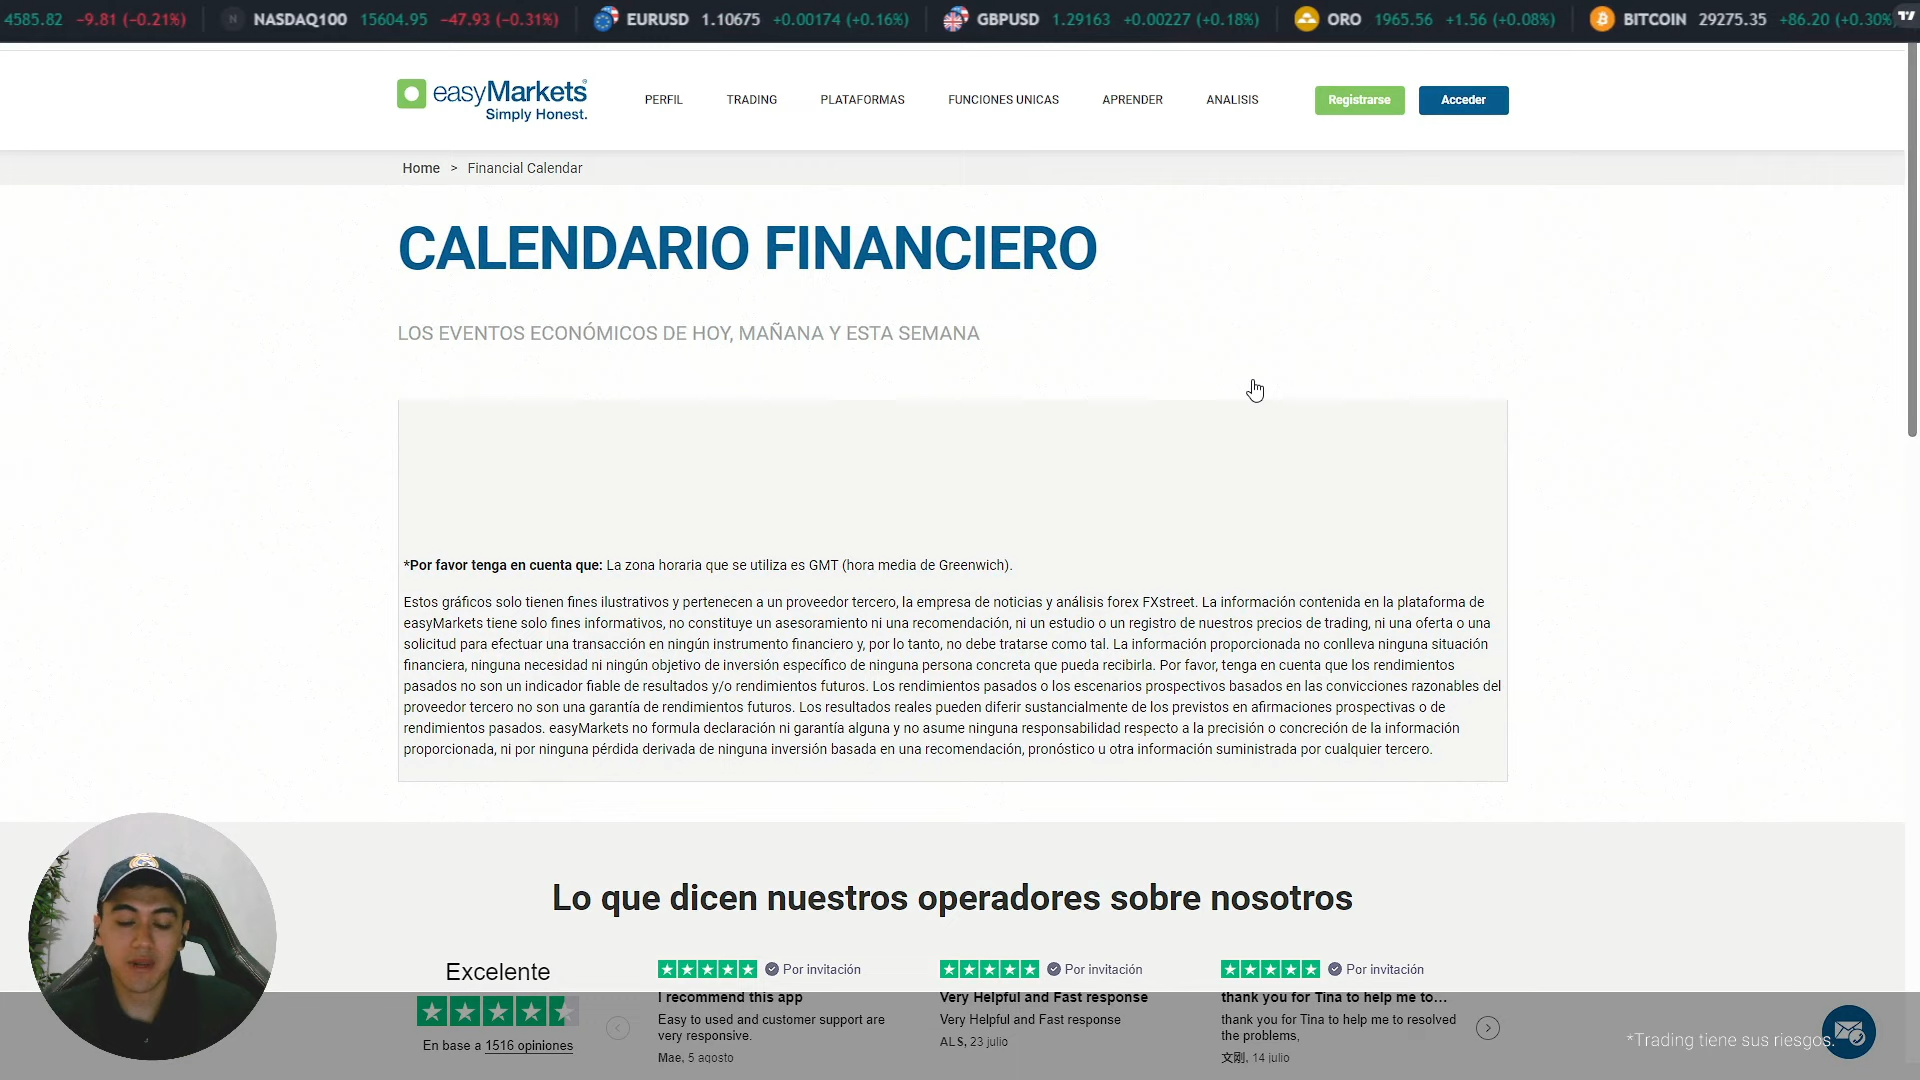 4585.82 −9.81 (−0.21%) N NASDAQ100 15604.95 −47.93 (−0.31%) EURUSD 1.10675 +0.00174 (+0.16%) GBPUSD 1.29163 +0.00227 (+0.18%) ORO 1965.56 +1.56 (+0.08%) BITCOIN 29275.35 +86.20 (+0.30%)
easyMarkets
Simply Honest.
PERFIL TRADING PLATAFORMAS FUNCIONES UNICAS APRENDER ANALISIS Registrarse Acceder
Home > Financial Calendar
CALENDARIO FINANCIERO
LOS EVENTOS ECONÓMICOS DE HOY, MAÑANA Y ESTA SEMANA
*Por favor tenga en cuenta que: La zona horaria que se utiliza es GMT (hora media de Greenwich).
Estos gráficos solo tienen fines ilustrativos y pertenecen a un proveedor tercero, la empresa de noticias y análisis forex FXstreet. La información contenida en la plataforma de
easyMarkets tiene solo fines informativos, no constituye un asesoramiento ni una recomendación, ni un estudio o un registro de nuestros precios de trading, ni una oferta o una
solicitud para efectuar una transacción en ningún instrumento financiero y, por lo tanto, no debe tratarse como tal. La información proporcionada no conlleva ninguna situación
financiera, ninguna necesidad ni ningún objetivo de inversión específico de ninguna persona concreta que pueda recibirla. Por favor, tenga en cuenta que los rendimientos
pasados no son un indicador fiable de resultados y/o rendimientos futuros. Los rendimientos pasados o los escenarios prospectivos basados en las convicciones razonables del
proveedor tercero no son una garantía de rendimientos futuros. Los resultados reales pueden diferir sustancialmente de los previstos en afirmaciones prospectivas o de
rendimientos pasados. easyMarkets no formula declaración ni garantía alguna y no asume ninguna responsabilidad respecto a la precisión o concreción de la información
proporcionada, ni por ninguna pérdida derivada de ninguna inversión basada en una recomendación, pronóstico u otra información suministrada por cualquier tercero.
Lo que dicen nuestros operadores sobre nosotros
Excelente
En base a 1516 opiniones
Por invitación
I recommend this app
Easy to used and customer support are
very responsive.
Mae, 5 agosto
Por invitación
Very Helpful and Fast response
Very Helpful and Fast response
ALS, 23 julio
Por invitación
thank you for Tina to help me to…
thank you for Tina to help me to resolved
the problems,
文刚, 14 julio
*Trading tiene sus riesgos.